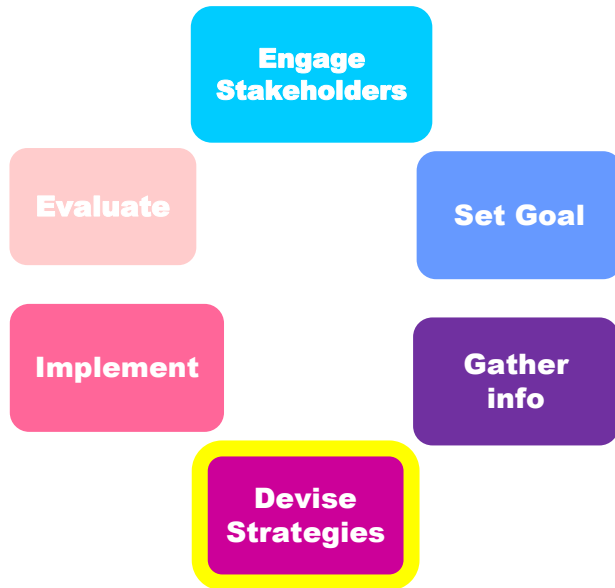 Engage
Stakeholders
Evaluate
Set Goal
Implement
Gather
info
Devise
Strategies